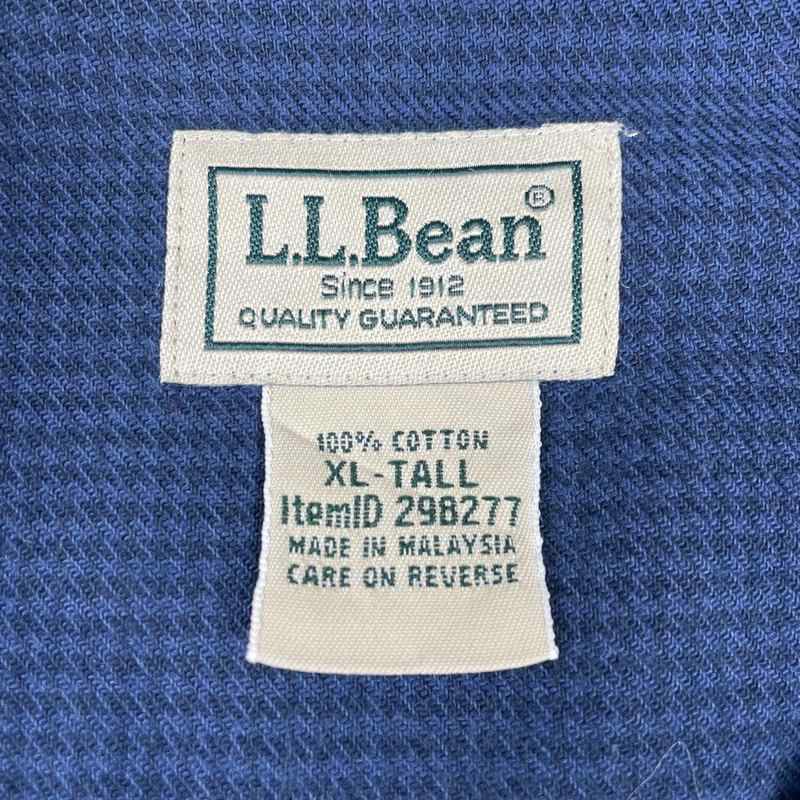 L.L.Bean®
Since 1912
QUALITY GUARANTEED
100% COTTON
XL-TALL
ItemID 298277
MADE IN MALAYSIA
CARE ON REVERSE